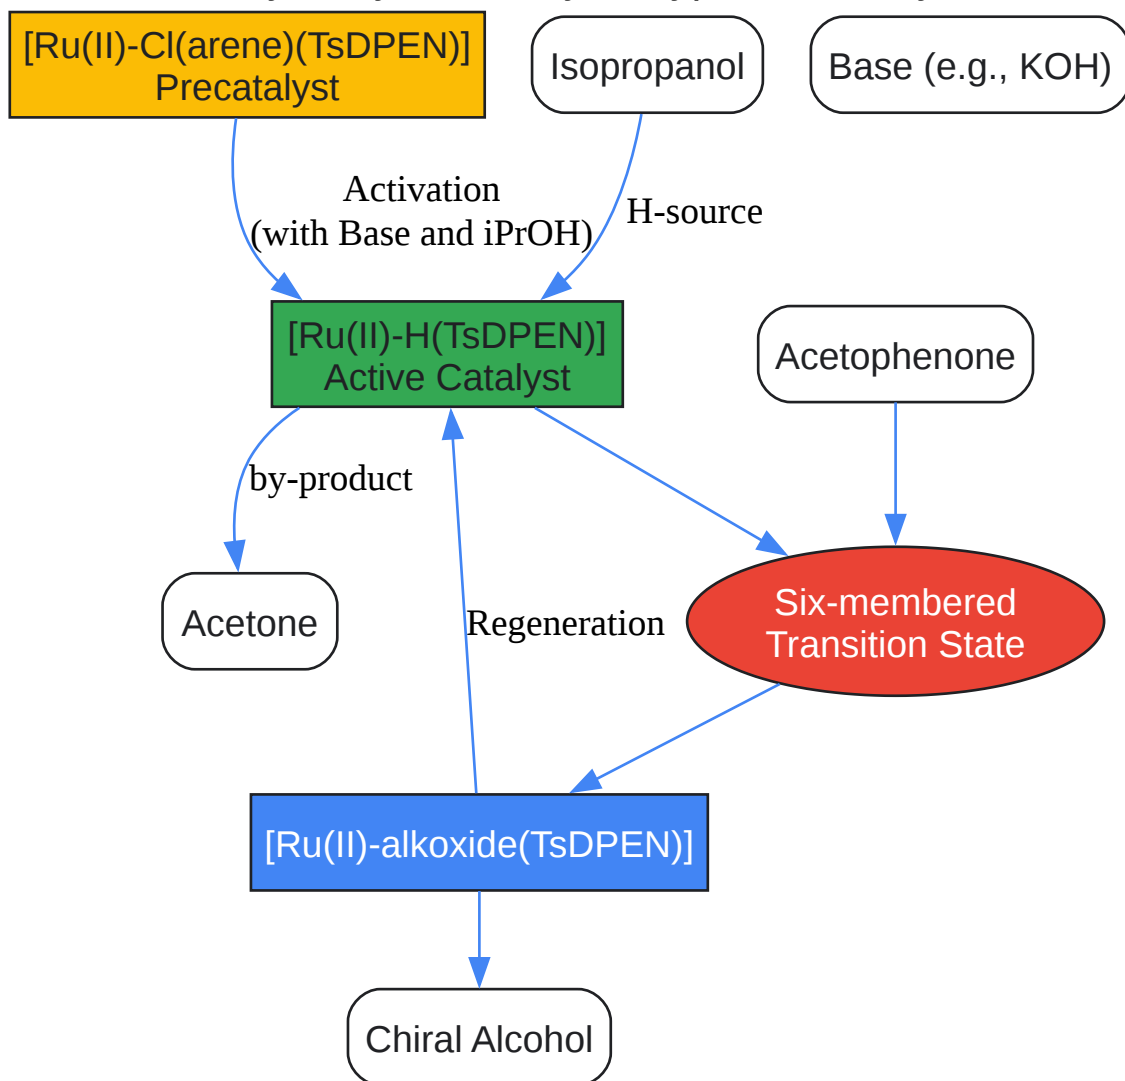 [Ru(II)-Cl(arene)(TsDPEN)]
Precatalyst
Isopropanol
Base (e.g., KOH)
Activation
(with Base and iPrOH)
H-source
[Ru(II)-H(TsDPEN)]
Active Catalyst
Acetophenone
by-product
Acetone
Regeneration
Six-membered
Transition State
[Ru(II)-alkoxide(TsDPEN)]
Chiral Alcohol